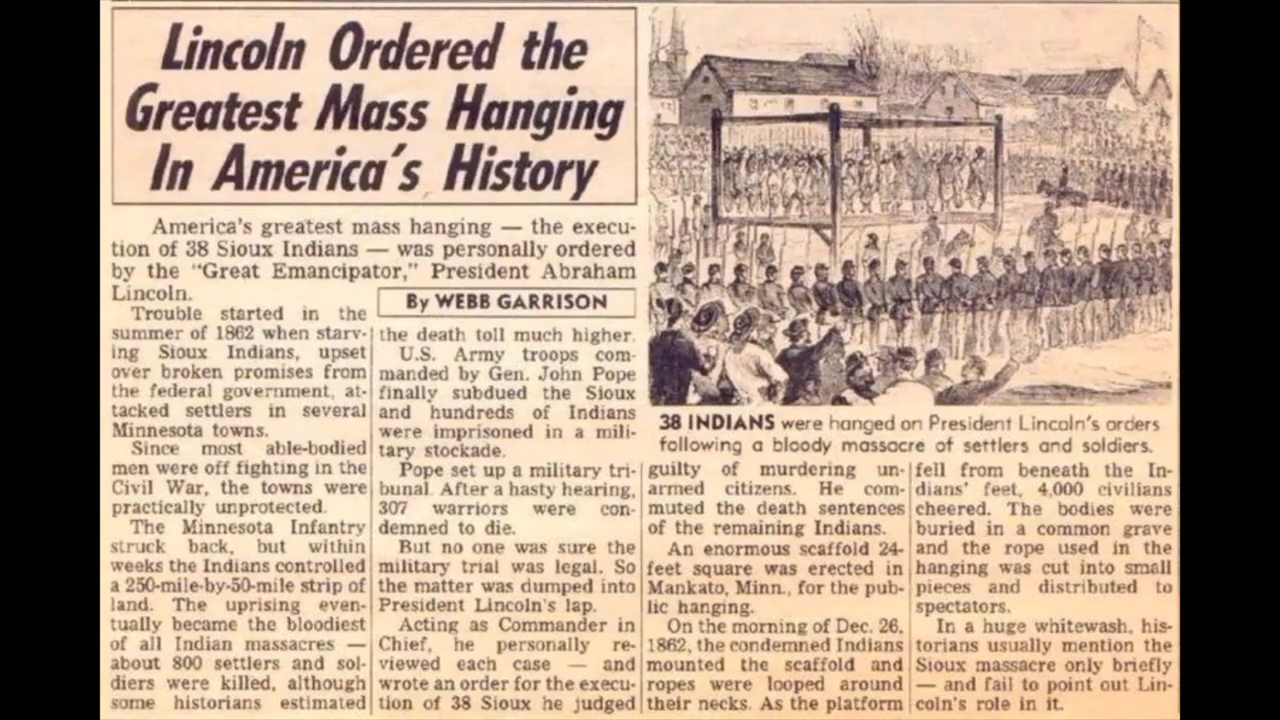 Lincoln Ordered the
Greatest Mass Hanging
In America's History
America's greatest mass hanging — the execu-
tion of 38 Sioux Indians — was personally ordered
by the "Great Emancipator," President Abraham
Lincoln.
By WEBB GARRISON
Trouble started in the
summer of 1862 when starv-
ing Sioux Indians, upset
over broken promises from
the federal government, at-
tacked settlers in several
Minnesota towns.
Since most able-bodied
men were off fighting in the
Civil War, the towns were
practically unprotected.
The Minnesota Infantry
struck back, but within
weeks the Indians controlled
a 250-mile-by-50-mile strip of
land. The uprising even-
tually became the bloodiest
of all Indian massacres —
about 800 settlers and sol-
diers were killed, although
some historians estimated
the death toll much higher.
U.S. Army troops com-
manded by Gen. John Pope
finally subdued the Sioux
and hundreds of Indians
were imprisoned in a mili-
tary stockade.
Pope set up a military tri-
bunal. After a hasty hearing,
307 warriors were con-
demned to die.
But no one was sure the
military trial was legal. So
the matter was dumped into
President Lincoln's lap.
Acting as Commander in
Chief, he personally re-
viewed each case — and
wrote an order for the execu-
tion of 38 Sioux he judged
38 INDIANS were hanged on President Lincoln's orders
following a bloody massacre of settlers and soldiers.
guilty of murdering un-
armed citizens. He com-
muted the death sentences
of the remaining Indians.
An enormous scaffold 24-
feet square was erected in
Mankato, Minn., for the pub-
lic hanging.
On the morning of Dec. 26,
1862, the condemned Indians
mounted the scaffold and
ropes were looped around
their necks. As the platform
fell from beneath the In-
dians' feet, 4,000 civilians
cheered. The bodies were
buried in a common grave
and the rope used in the
hanging was cut into small
pieces and distributed to
spectators.
In a huge whitewash, his-
torians usually mention the
Sioux massacre only briefly
— and fail to point out Lin-
coln's role in it.